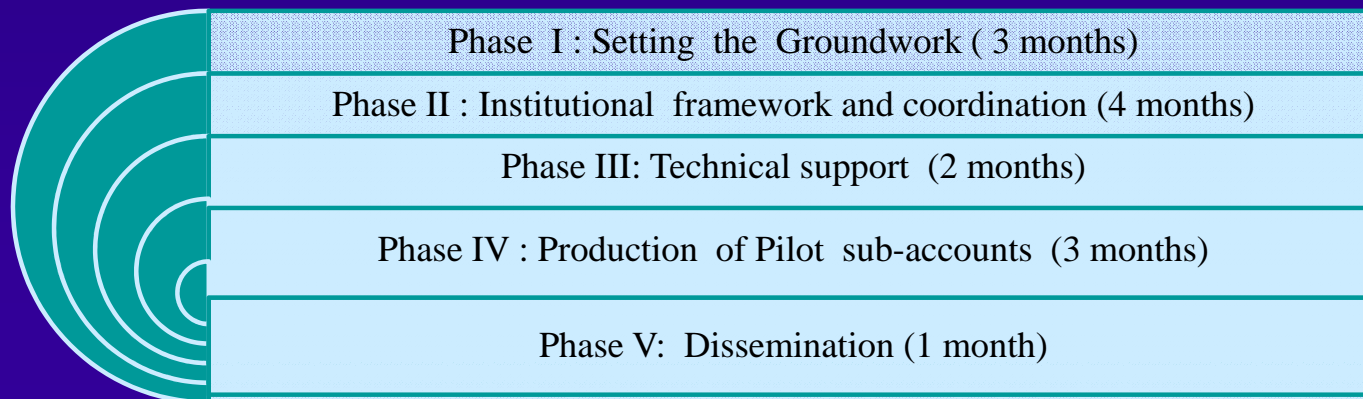 Phase I : Setting the Groundwork ( 3 months)
Phase II : Institutional framework and coordination (4 months)
Phase III: Technical support (2 months)
Phase IV : Production of Pilot sub-accounts (3 months)
Phase V: Dissemination (1 month)